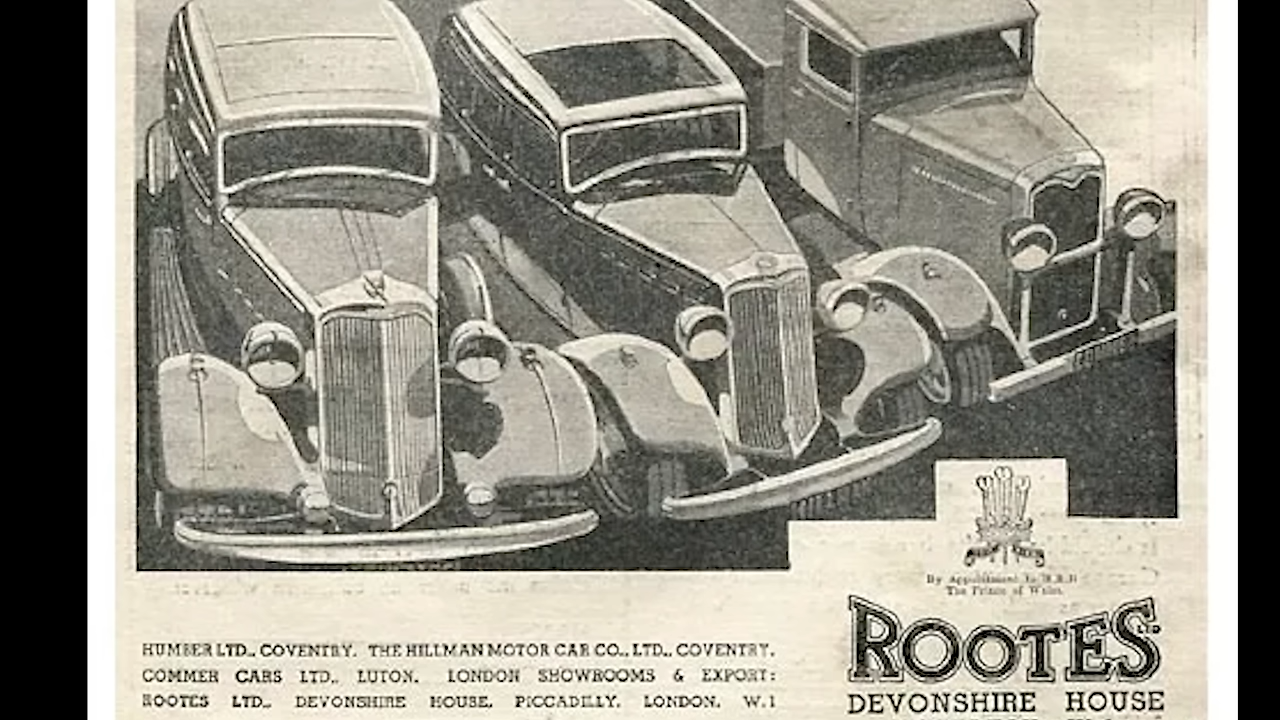 By Appointment to H.R.H
The Prince of Wales.
HUMBER LTD., COVENTRY. THE HILLMAN MOTOR CAR CO., LTD., COVENTRY.
COMMER CARS LTD., LUTON. LONDON SHOWROOMS & EXPORT:
ROOTES LTD., DEVONSHIRE HOUSE, PICCADILLY, LONDON, W.1
ROOTES LTD
DEVONSHIRE HOUSE